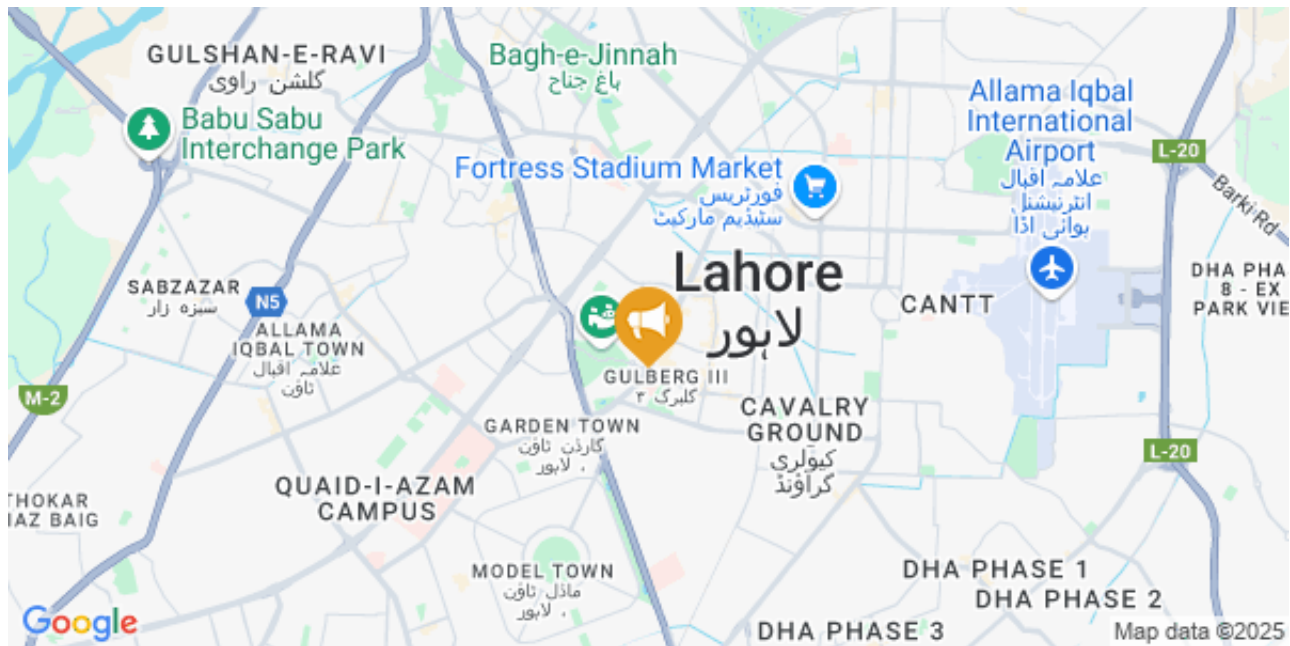 GULSHAN-E-RAVI
گلشن راوی
Bagh-e-Jinnah
باغ جناح
Babu Sabu
Interchange Park
Allama Iqbal
International
Airport
علامہ اقبال
انٹرنیشنل
ہوائی اڈا
L-20
Barki Rd
Fortress Stadium Market
فورٹریس
سٹیڈیم مارکیٹ
Lahore
لاہور
CANTT
DHA PHA
8 - EX
PARK VIE
SABZAZAR
سبزہ زار
N5
ALLAMA
IQBAL TOWN
علامہ اقبال
ٹاؤن
GULBERG III
گلبرگ ۳
M-2
CAVALRY
GROUND
کیولری
گراؤنڈ
GARDEN TOWN
گارڈن ٹاؤن
، لاہور
L-20
QUAID-I-AZAM
CAMPUS
THOKAR
IAZ BAIG
MODEL TOWN
ماڈل ٹاؤن
، لاہور
DHA PHASE 1
DHA PHASE 2
DHA PHASE 3
Google
Map data ©2025